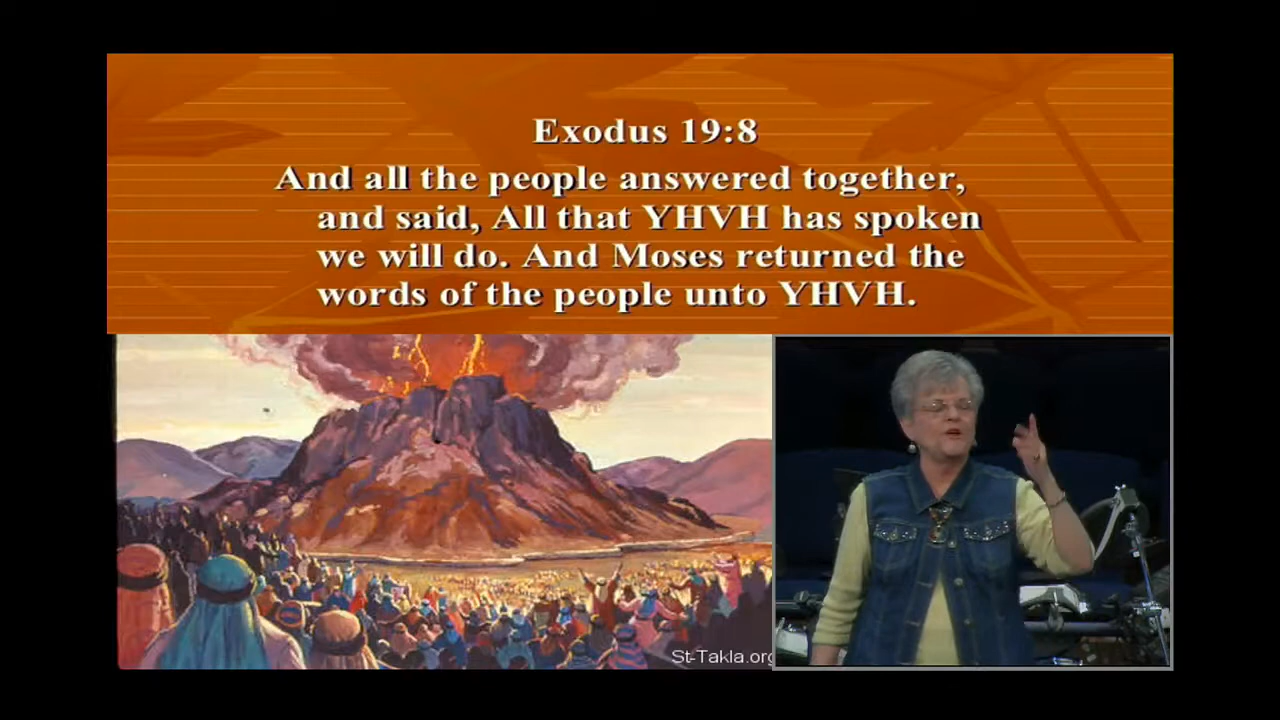 Exodus 19:8
And all the people answered together,
and said, All that YHVH has spoken
we will do. And Moses returned the
words of the people unto YHVH.
St-Takla.org